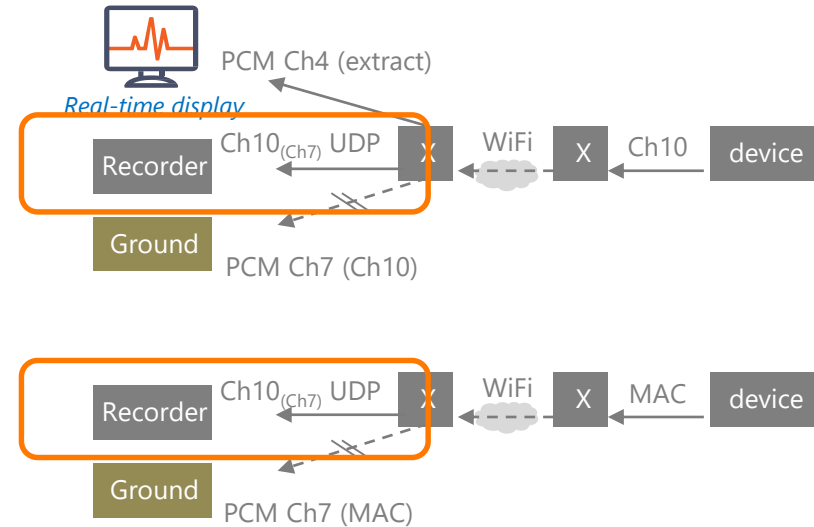 PCM Ch4 (extract)
Real-time display
Recorder
Ch10(Ch7) UDP
X
WiFi
X
Ch10
device
Ground
PCM Ch7 (Ch10)
Recorder
Ch10(Ch7) UDP
X
WiFi
X
MAC
device
Ground
PCM Ch7 (MAC)